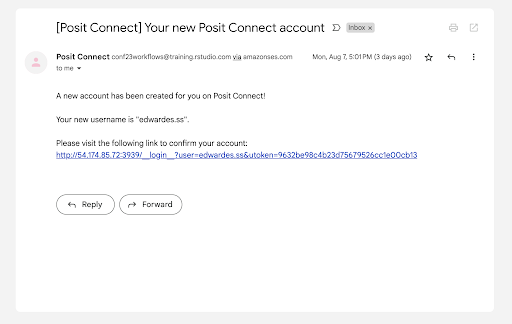 [Posit Connect] Your new Posit Connect account Inbox x
Posit Connect conf23workflows@training.rstudio.com via amazonses.com Mon, Aug 7, 5:01 PM (3 days ago)
to me
A new account has been created for you on Posit Connect!
Your new username is "edwardes.ss".
Please visit the following link to confirm your account:
http://54.174.85.72:3939/__login__?user=edwardes.ss&utoken=9632be98c4b23d75679526cc1e00cb13
Reply Forward